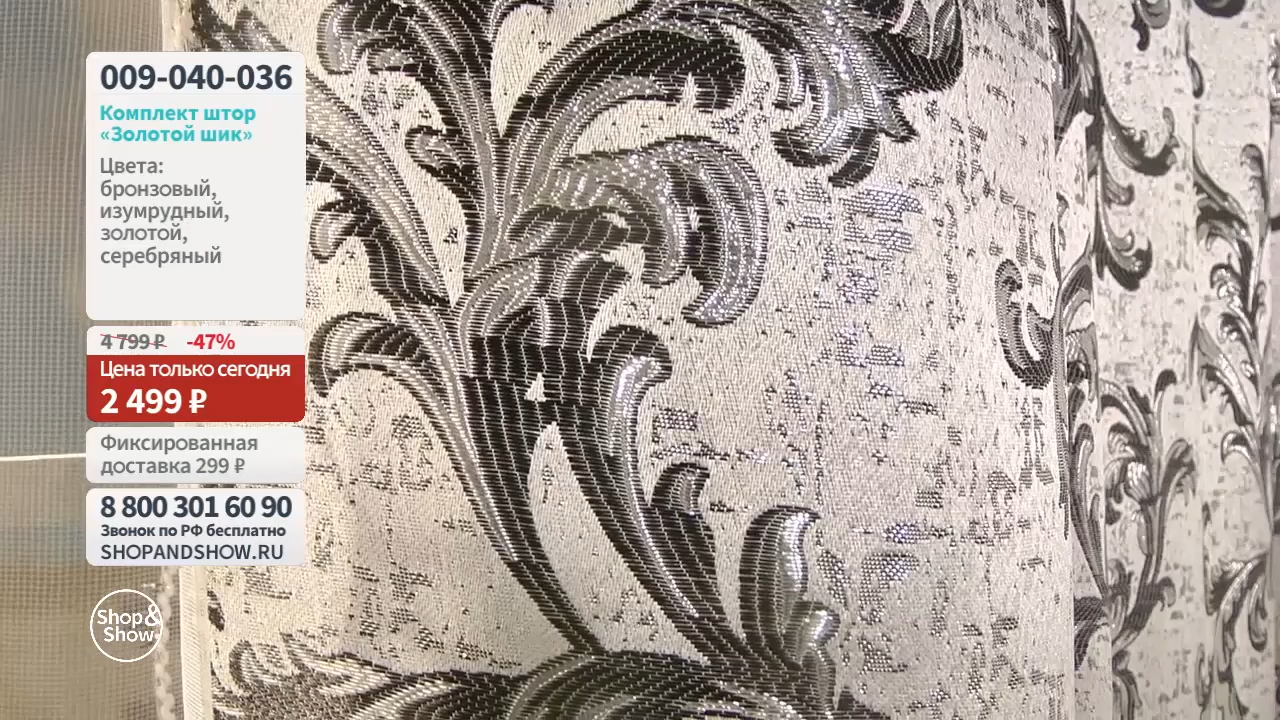 009-040-036
Комплект штор
«Золотой шик»
Цвета:
бронзовый,
изумрудный,
золотой,
серебряный
4 799 ₽ -47%
Цена только сегодня
2 499 ₽
Фиксированная
доставка 299 ₽
8 800 301 60 90
Звонок по РФ бесплатно
SHOPANDSHOW.RU
Shop&
Show